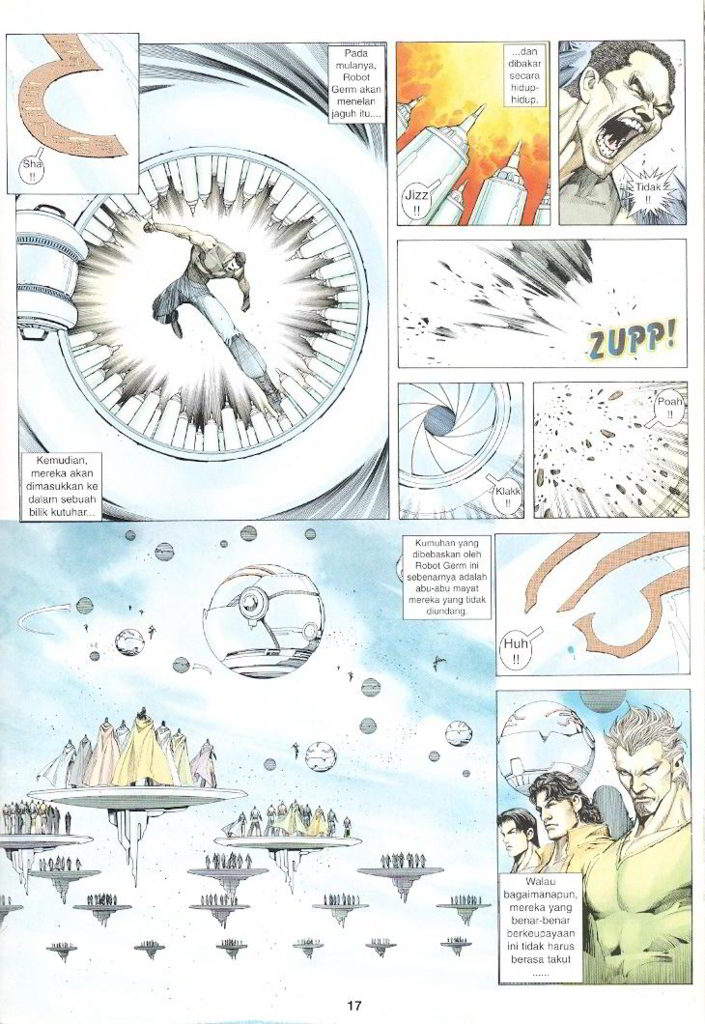 Sha
!!
Pada
mulanya,
Robot
Germ akan
menelan
jaguh itu....
...dan
dibakar
secara
hidup-
hidup.
Jizz
!!
Tidak
!!
ZUPP!
Kemudian,
mereka akan
dimasukkan ke
dalam sebuah
bilik kutuhar...
Klakk
!!
Poah
!!
Kumuhan yang
dibebaskan oleh
Robot Germ ini
sebenarnya adalah
abu-abu mayat
mereka yang tidak
diundang.
Huh
!!
Walau
bagaimanapun,
mereka yang
benar-benar
berkeupayaan
ini tidak harus
berasa takut
......
17